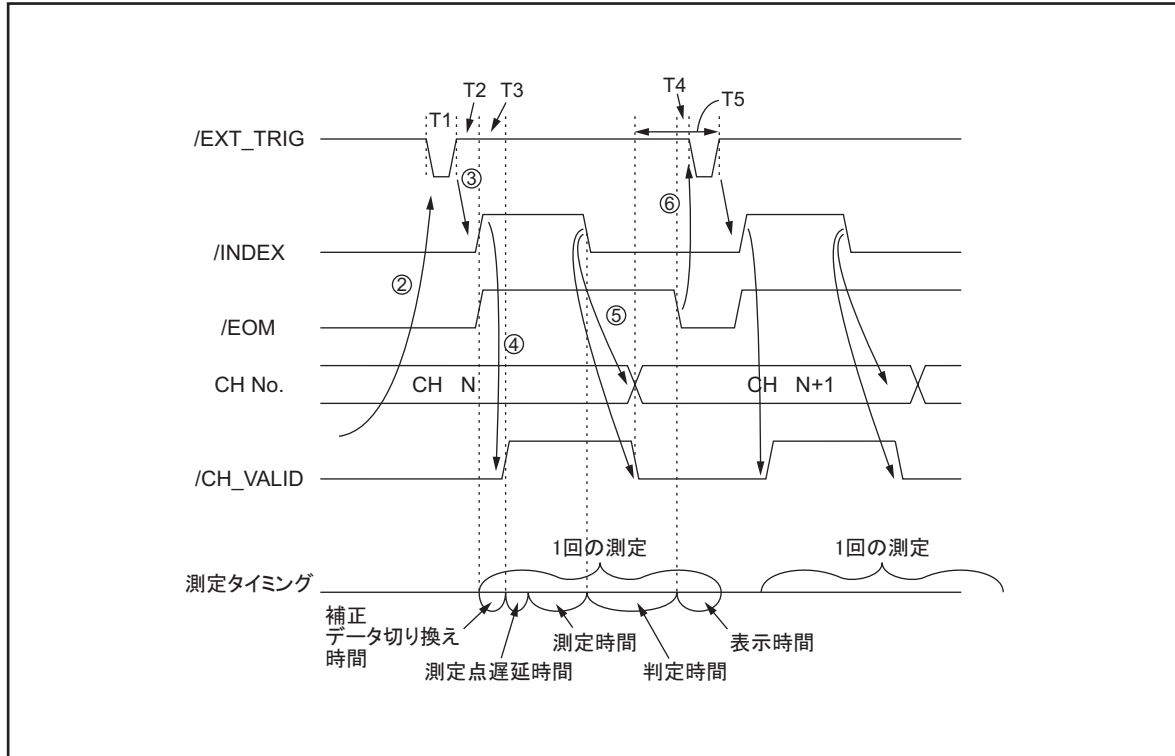 T1
T2
T3
T4
T5
/EXT_TRIG
③
⑥
/INDEX
②
/EOM
④
⑤
CH No.
CH N
CH N+1
/CH_VALID
1回の測定
1回の測定
測定タイミング
補正
データ切り換え
時間
測定点遅延時間
測定時間
判定時間
表示時間